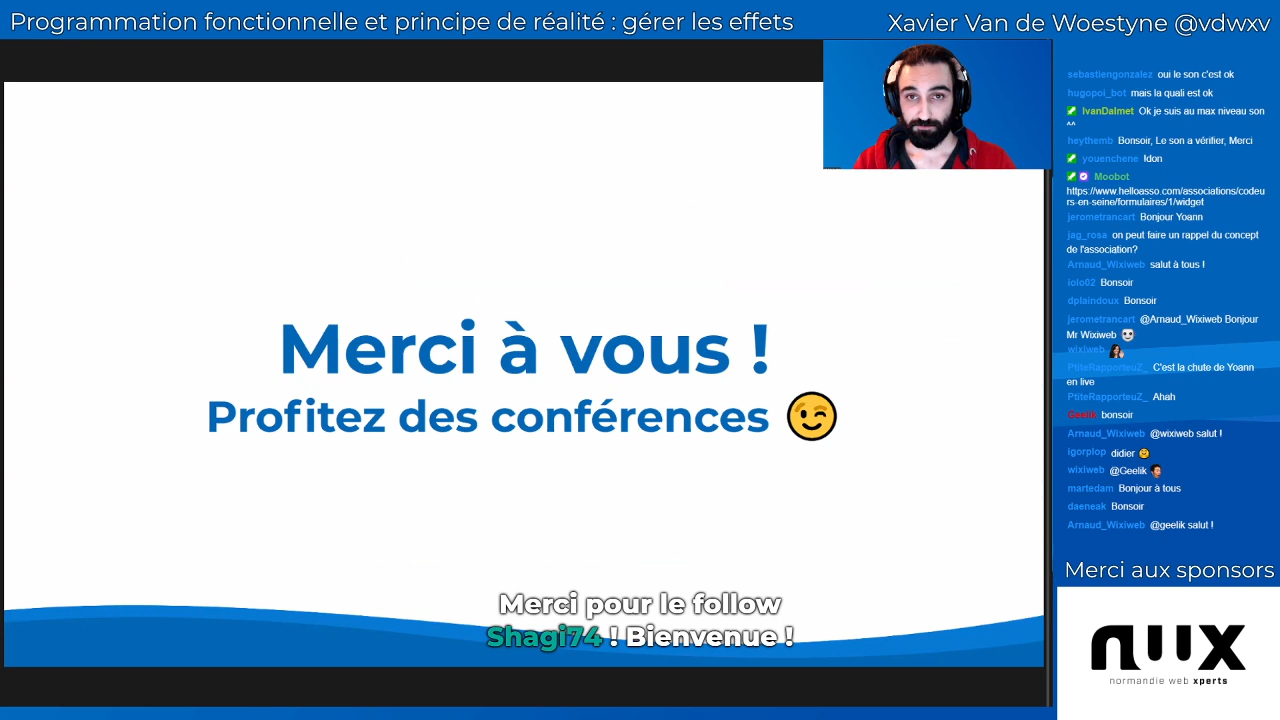 Programmation fonctionnelle et principe de réalité : gérer les effets
Xavier Van de Woestyne @vdwxv
Merci à vous !
Profitez des conférences 😉
Merci pour le follow
Shagi74 ! Bienvenue !
sebastiengonzalez oui le son c'est ok
hugopoi_bot mais la quali est ok
IvanDalmet Ok je suis au max niveau son
^^
heythemb Bonsoir, Le son a vérifier, Merci
youenchene !don
Moobot
https://www.helloasso.com/associations/codeu
rs-en-seine/formulaires/1/widget
jerometrancart Bonjour Yoann
jag_rosa on peut faire un rappel du concept
de l'association?
Arnaud_Wixiweb salut à tous !
iolo02 Bonsoir
dplaindoux Bonsoir
jerometrancart @Arnaud_Wixiweb Bonjour
Mr Wixiweb
wixiweb
PtiteRapporteuZ_ C'est la chute de Yoann
en live
PtiteRapporteuZ_ Ahah
Geelik bonsoir
Arnaud_Wixiweb @wixiweb salut !
igorplop didier
wixiweb @Geelik
martedam Bonjour à tous
daeneak Bonsoir
Arnaud_Wixiweb @geelik salut !
Merci aux sponsors
nwx
normandie web xperts